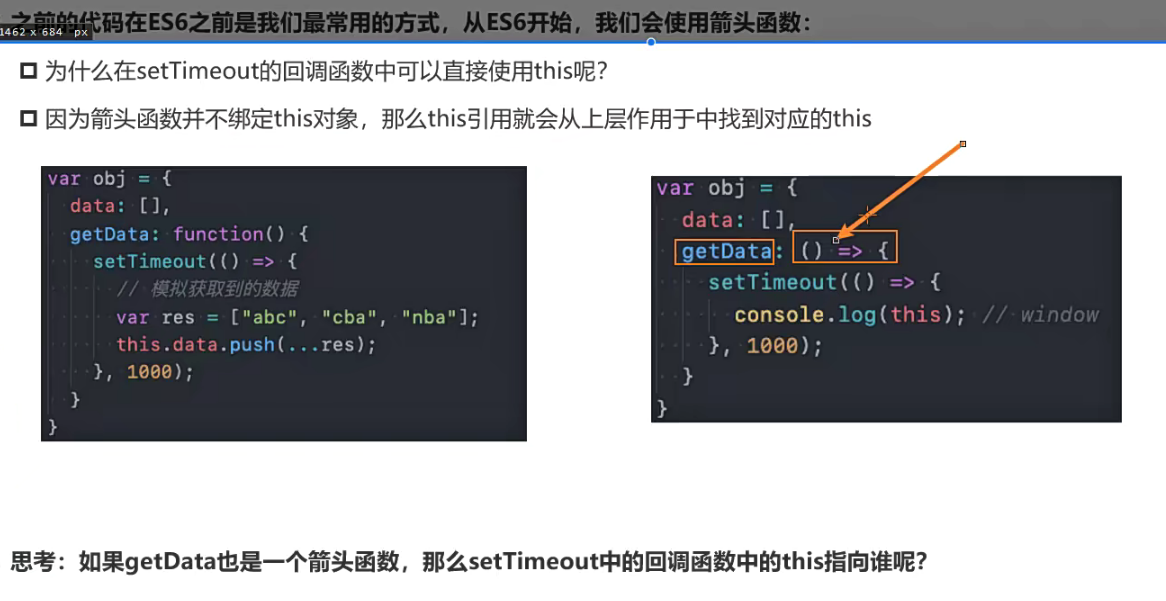 之前的代码在ES6之前是我们最常用的方式，从ES6开始，我们会使用箭头函数：
1462 x 684 px
为什么在setTimeout的回调函数中可以直接使用this呢？
因为箭头函数并不绑定this对象，那么this引用就会从上层作用于中找到对应的this
var obj = {
data: [],
getData: function() {
setTimeout(() => {
// 模拟获取到的数据
var res = ["abc", "cba", "nba"];
this.data.push(...res);
}, 1000);
}
}
var obj = {
data: [],
getData: () => {
setTimeout(() => {
console.log(this); // window
}, 1000);
}
}
思考：如果getData也是一个箭头函数，那么setTimeout中的回调函数中的this指向谁呢？